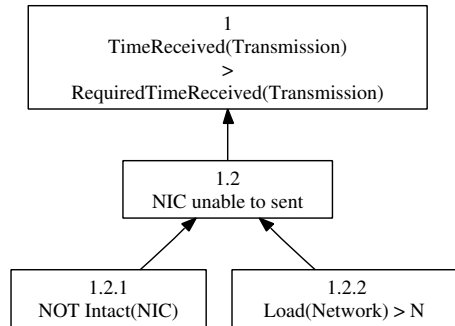 1
TimeReceived(Transmission)
>
RequiredTimeReceived(Transmission)
1.2
NIC unable to sent
1.2.1
NOT Intact(NIC)
1.2.2
Load(Network) > N